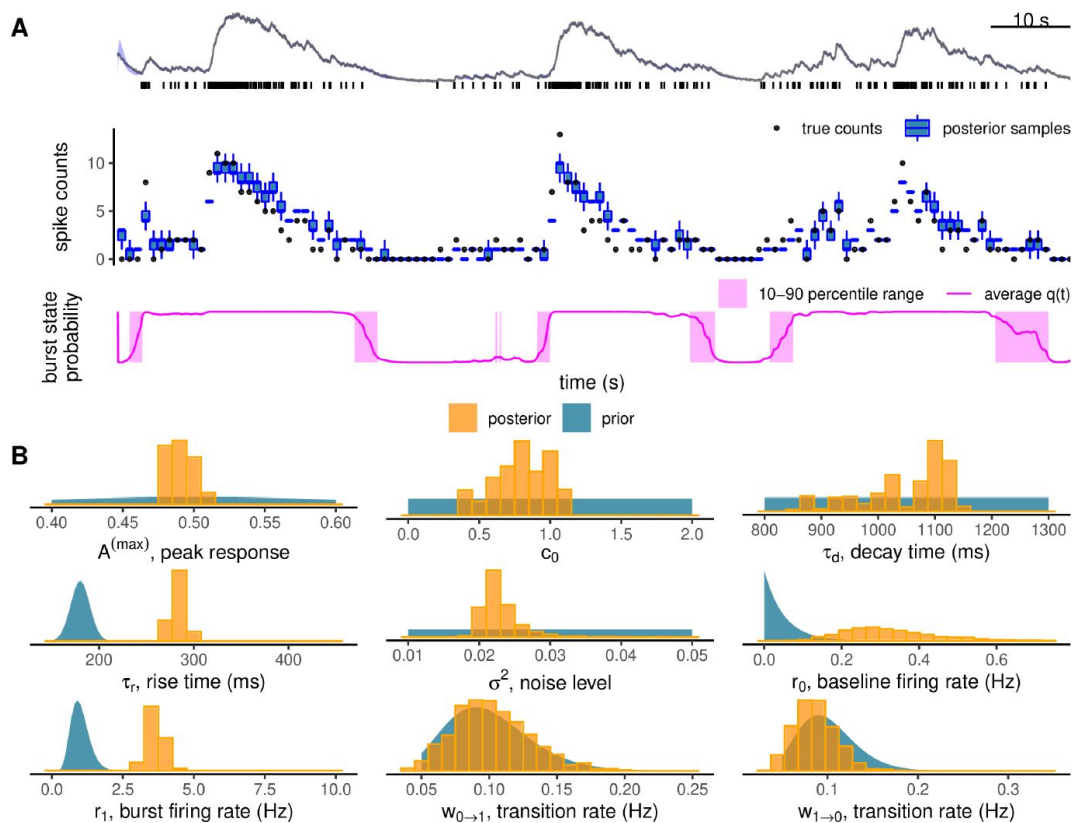 A
10 s
true counts
posterior samples
spike counts
10
5
0
10−90 percentile range
average q(t)
burst state
probability
time (s)
posterior
prior
B
0.40 0.45 0.50 0.55 0.60
A(max), peak response
0.0 0.5 1.0 1.5 2.0
c0
800 900 1000 1100 1200 1300
τd, decay time (ms)
200 300 400
τr, rise time (ms)
0.01 0.02 0.03 0.04 0.05
σ2, noise level
0.0 0.2 0.4 0.6
r0, baseline firing rate (Hz)
0.0 2.5 5.0 7.5 10.0
r1, burst firing rate (Hz)
0.05 0.10 0.15 0.20 0.25
w0→1, transition rate (Hz)
0.1 0.2 0.3
w1→0, transition rate (Hz)